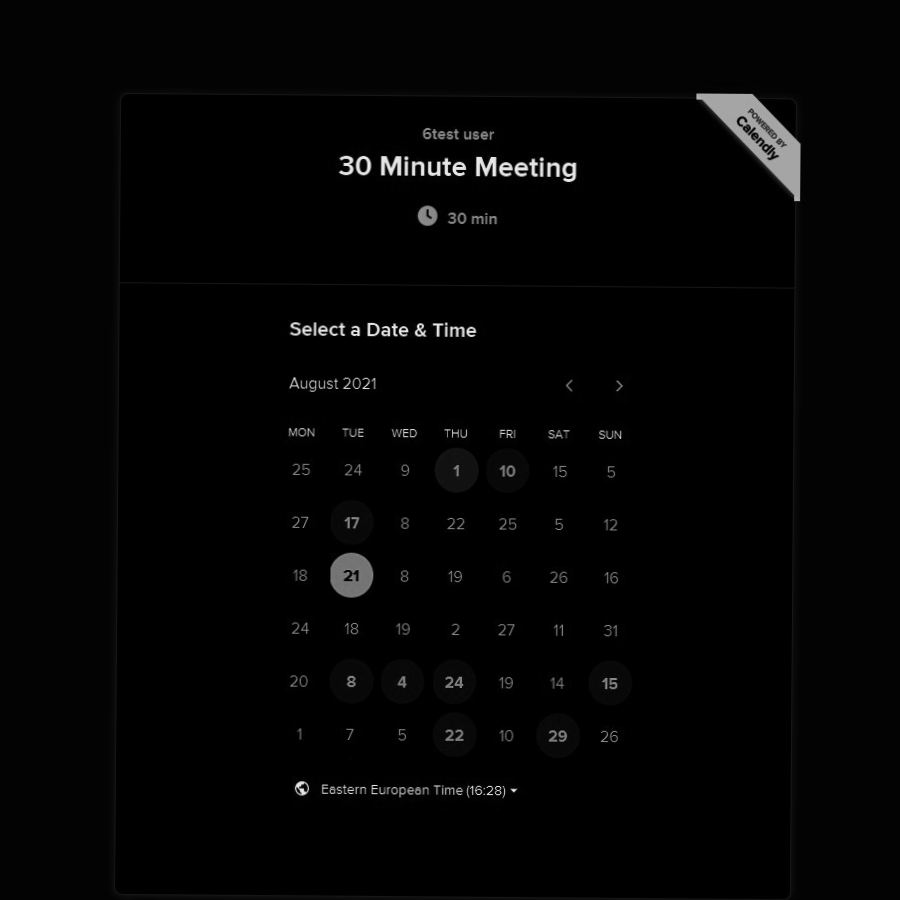 POWERED BY
Calendly
6test user
30 Minute Meeting
30 min
Select a Date & Time
August 2021
MON TUE WED THU FRI SAT SUN
25 24 9 1 10 15 5
27 17 8 22 25 5 12
18 21 8 19 6 26 16
24 18 19 2 27 11 31
20 8 4 24 19 14 15
1 7 5 22 10 29 26
Eastern European Time (16:28)